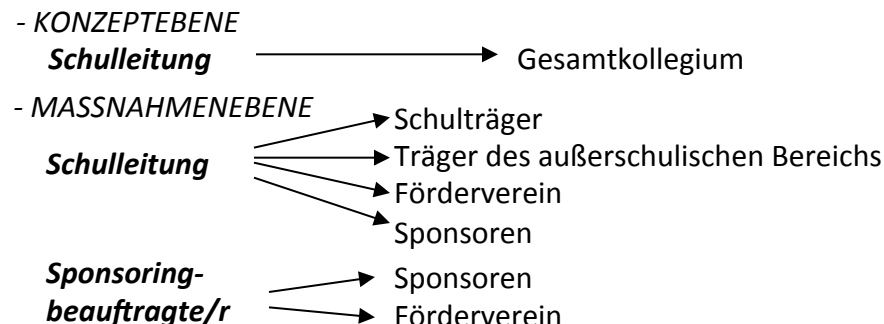 - KONZEPTEBENE
Schulleitung Gesamtkollegium
- MASSNAHMENEBENE
Schulträger
Schulleitung Träger des außerschulischen Bereichs
Förderverein
Sponsoren
Sponsoring- Sponsoren
beauftragte/r Förderverein